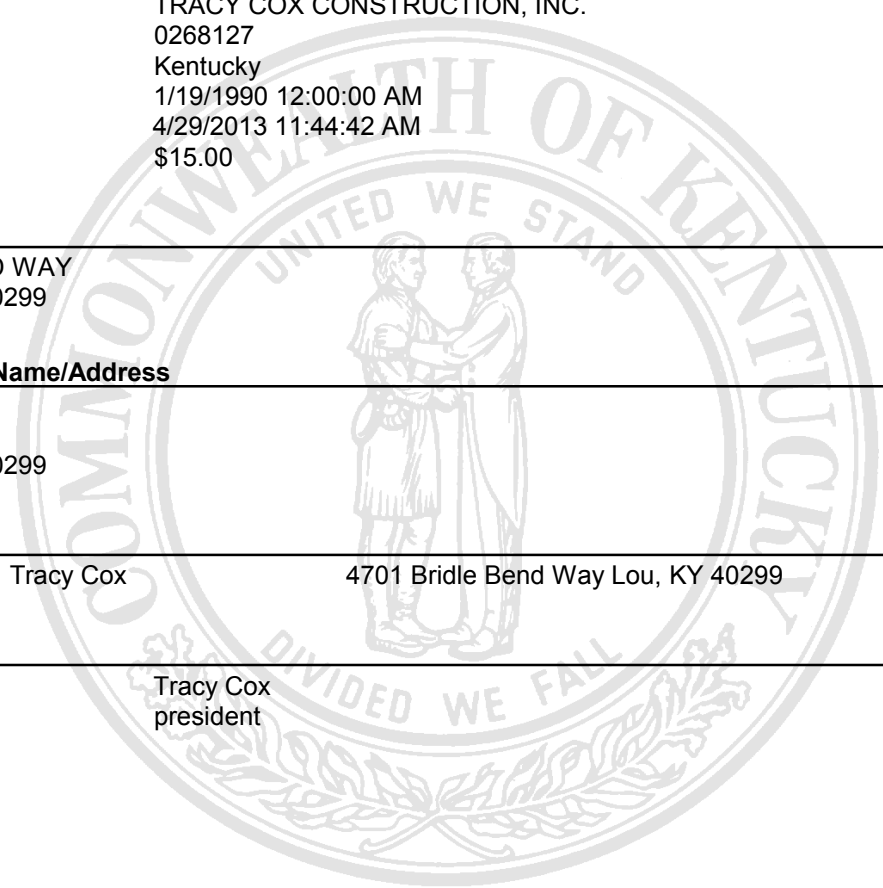 TRACY COX CONSTRUCTION, INC.
0268127
Kentucky
1/19/1990 12:00:00 AM
4/29/2013 11:44:42 AM
$15.00
WAY
0299
Name/Address
0299
Tracy Cox 4701 Bridle Bend Way Lou, KY 40299
Tracy Cox
president
COMMONWEALTH OF KENTUCKY
UNITED WE STAND
DIVIDED WE FALL